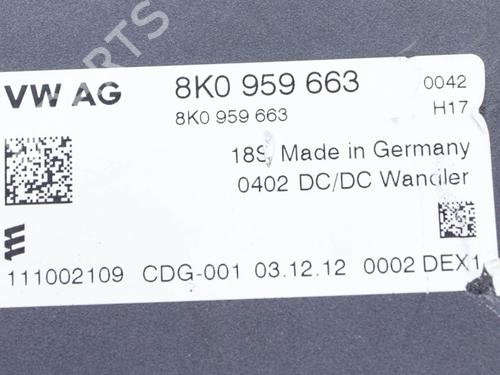 PARTS
VW AG 8K0 959 663 0042
8K0 959 663 H17
Made in Germany
0402 DC/DC Wandler
111002109 CDG-001 03.12.12 0002 DEX1